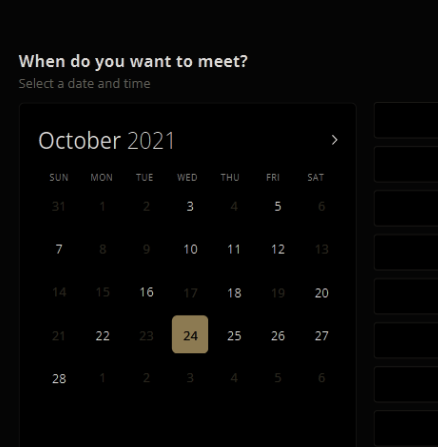 When do you want to meet?
Select a date and time
October 2021
SUN MON TUE WED THU FRI SAT
31 1 2 3 4 5 6
7 8 9 10 11 12 13
14 15 16 17 18 19 20
21 22 23 24 25 26 27
28 1 2 3 4 5 6